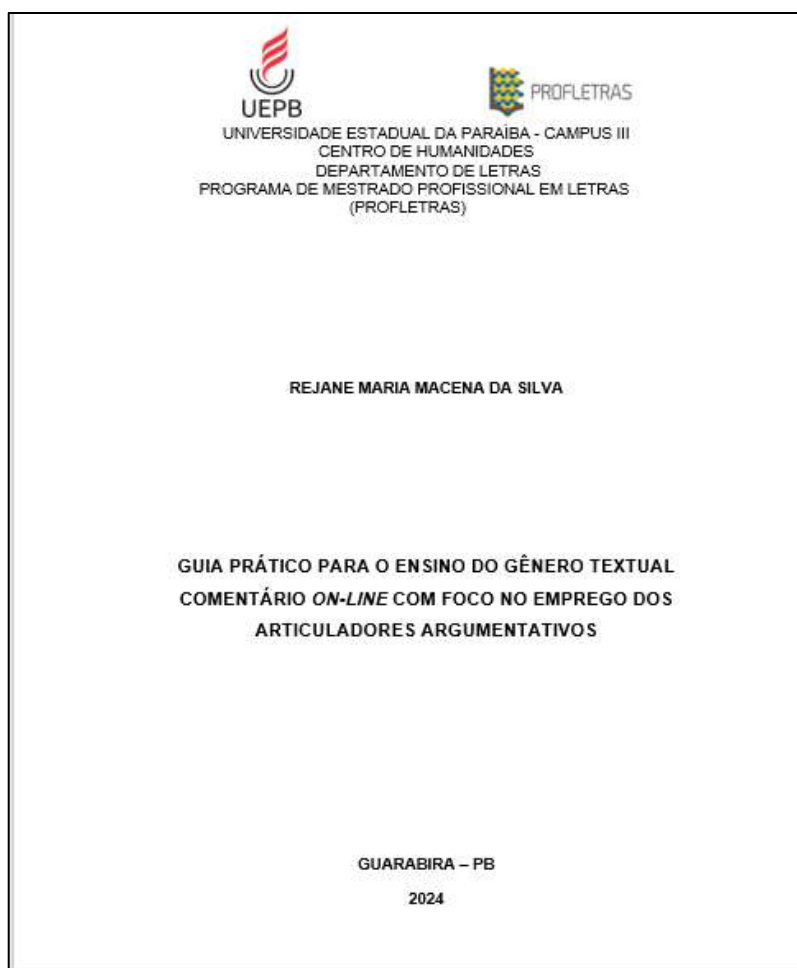 UEPB
PROFLETRAS
UNIVERSIDADE ESTADUAL DA PARAÍBA - CAMPUS III
CENTRO DE HUMANIDADES
DEPARTAMENTO DE LETRAS
PROGRAMA DE MESTRADO PROFISSIONAL EM LETRAS
(PROFLETRAS)
REJANE MARIA MACENA DA SILVA
GUIA PRÁTICO PARA O ENSINO DO GÊNERO TEXTUAL
COMENTÁRIO ON-LINE COM FOCO NO EMPREGO DOS
ARTICULADORES ARGUMENTATIVOS
GUARABIRA – PB
2024